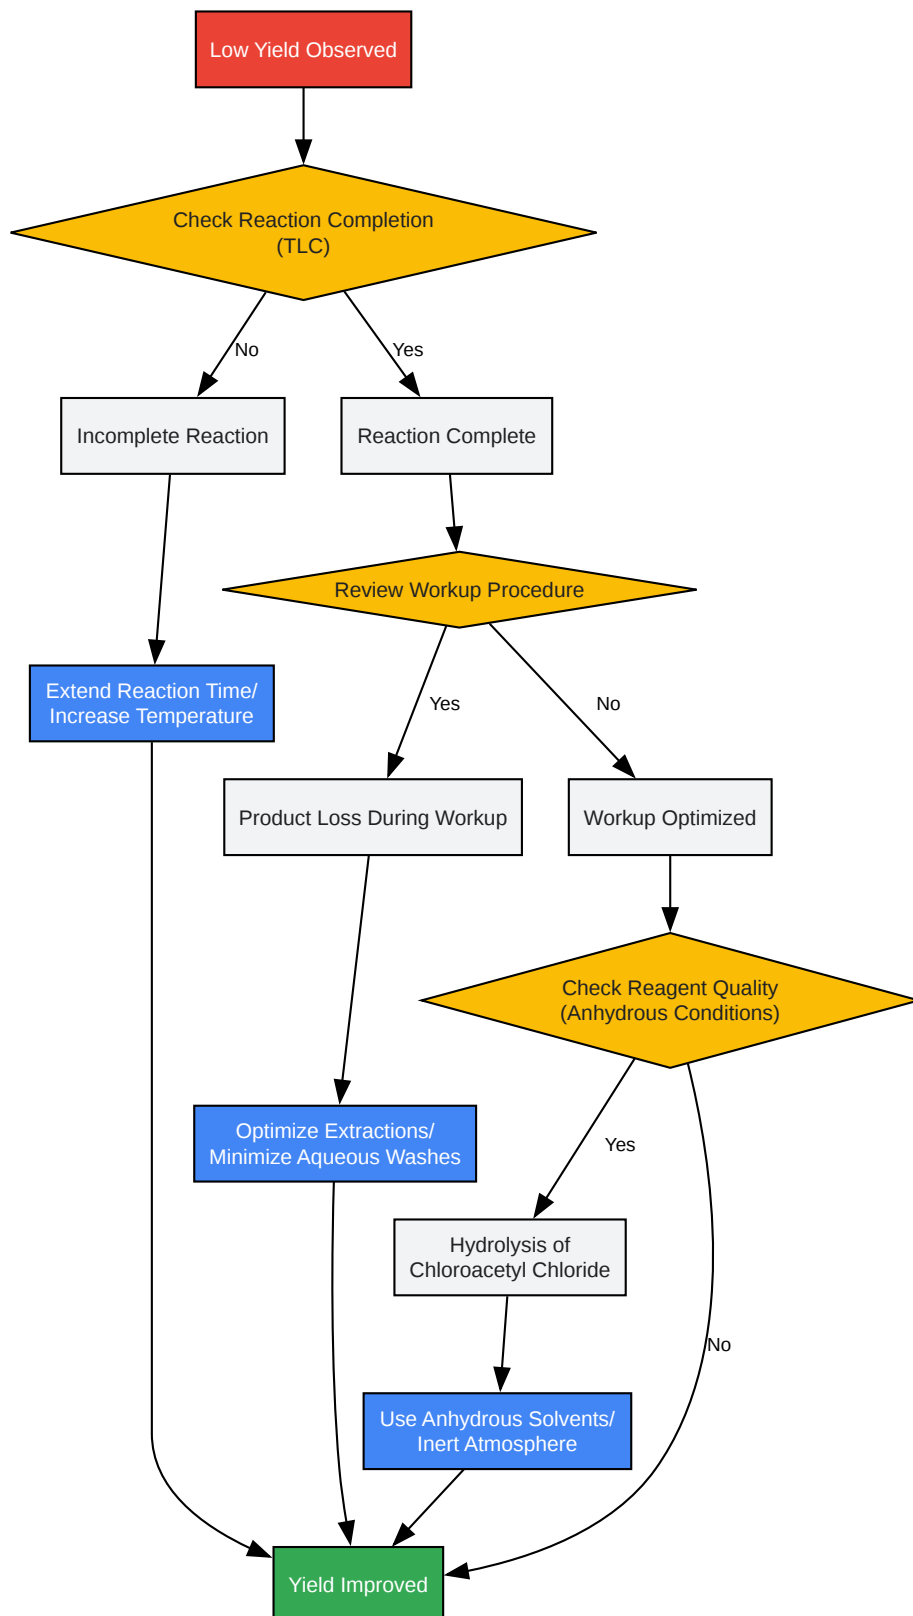 Low Yield Observed
Check Reaction Completion
(TLC)
No
Yes
Incomplete Reaction
Reaction Complete
Review Workup Procedure
Extend Reaction Time/
Increase Temperature
Yes
No
Product Loss During Workup
Workup Optimized
Check Reagent Quality
(Anhydrous Conditions)
Optimize Extractions/
Minimize Aqueous Washes
Yes
Hydrolysis of
Chloroacetyl Chloride
No
Use Anhydrous Solvents/
Inert Atmosphere
Yield Improved